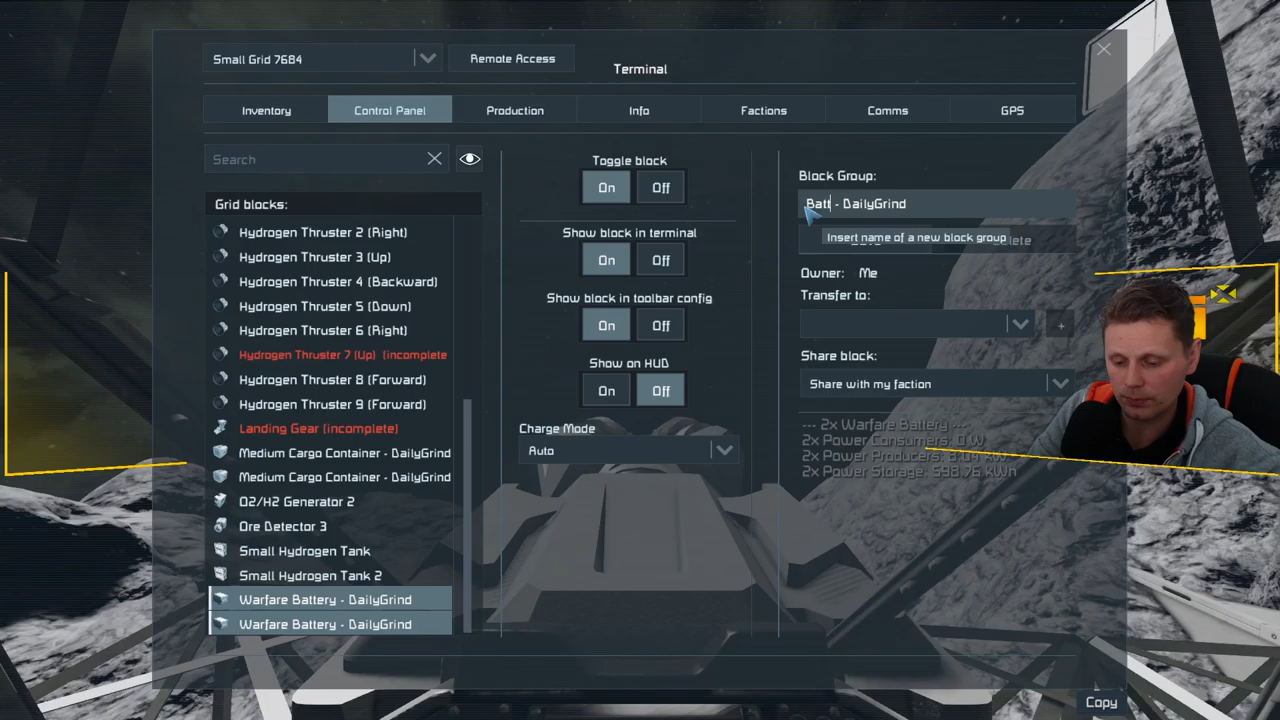 Small Grid 7684
Remote Access
Terminal
Inventory
Control Panel
Production
Info
Factions
Comms
GPS
Search
Grid blocks:
Hydrogen Thruster 2 (Right)
Hydrogen Thruster 3 (Up)
Hydrogen Thruster 4 (Backward)
Hydrogen Thruster 5 (Down)
Hydrogen Thruster 6 (Right)
Hydrogen Thruster 7 (Up) (incomplete
Hydrogen Thruster 8 (Forward)
Hydrogen Thruster 9 (Forward)
Landing Gear (incomplete)
Medium Cargo Container - DailyGrind
Medium Cargo Container - DailyGrind
O2/H2 Generator 2
Ore Detector 3
Small Hydrogen Tank
Small Hydrogen Tank 2
Warfare Battery - DailyGrind
Warfare Battery - DailyGrind
Toggle block
On Off
Show block in terminal
On Off
Show block in toolbar config
On Off
Show on HUD
On Off
Charge Mode
Auto
Block Group:
Batt - DailyGrind
Insert name of a new block group
Owner: Me
Transfer to:
+
Share block:
Share with my faction
--- 2x Warfare Battery ---
2x Power Consumers: 0 W
2x Power Producers:
2x Power Storage: 598.76 kWh
Copy